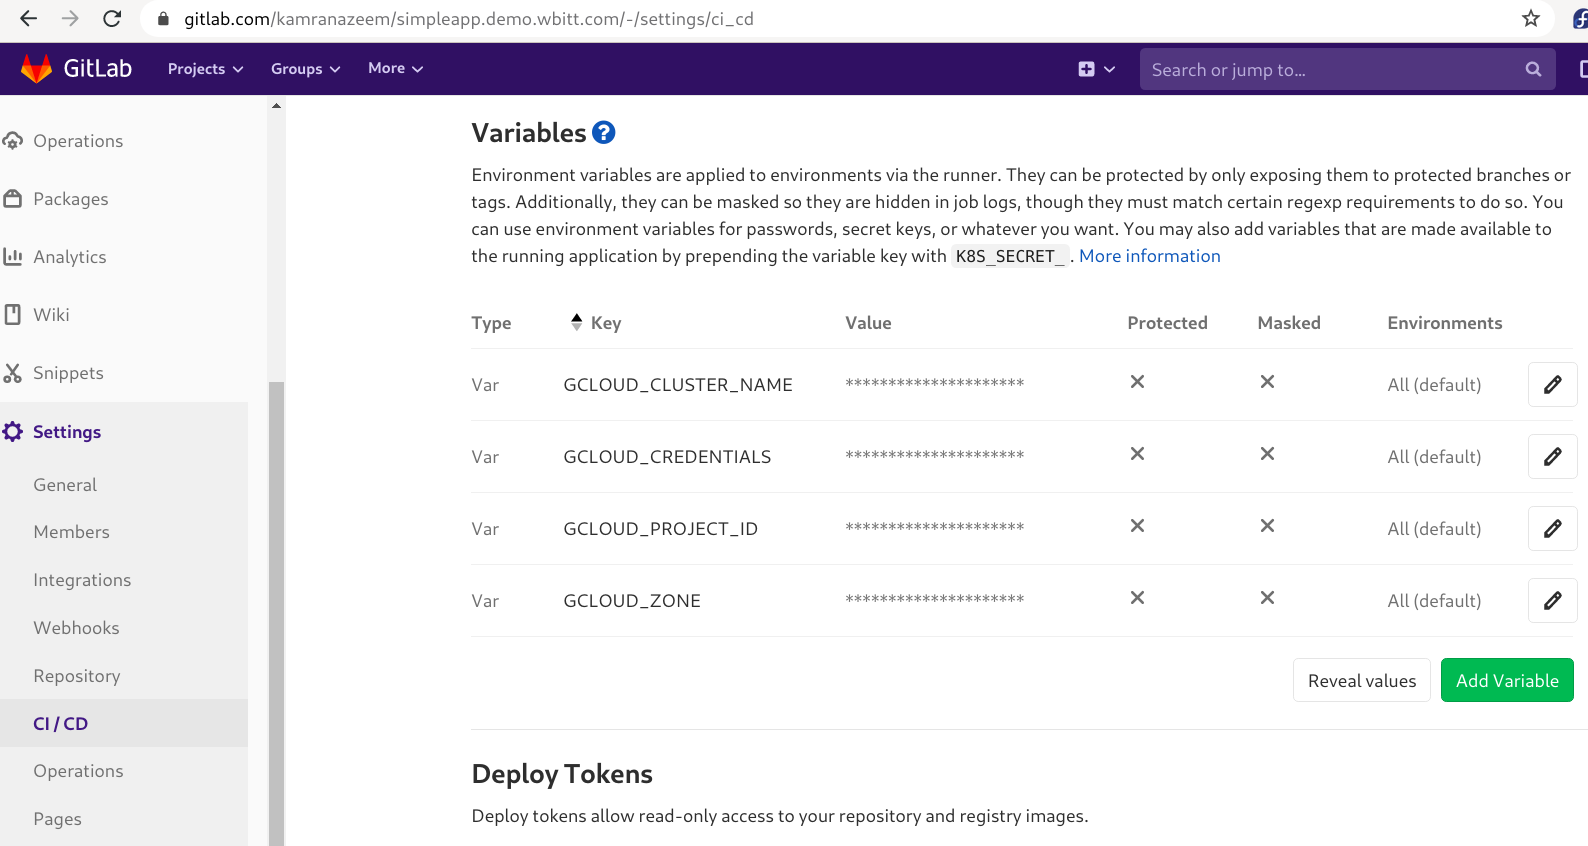 gitlab.com/kamranazeem/simpleapp.demo.wbitt.com/-/settings/ci_cd
GitLab Projects Groups More Search or jump to...
Operations
Packages
Analytics
Wiki
Snippets
Settings
General
Members
Integrations
Webhooks
Repository
CI / CD
Operations
Pages
Variables ?
Environment variables are applied to environments via the runner. They can be protected by only exposing them to protected branches or
tags. Additionally, they can be masked so they are hidden in job logs, though they must match certain regexp requirements to do so. You
can use environment variables for passwords, secret keys, or whatever you want. You may also add variables that are made available to
the running application by prepending the variable key with K8S_SECRET_ . More information
Type Key Value Protected Masked Environments
Var GCLOUD_CLUSTER_NAME ********************* All (default)
Var GCLOUD_CREDENTIALS ********************* All (default)
Var GCLOUD_PROJECT_ID ********************* All (default)
Var GCLOUD_ZONE ********************* All (default)
Reveal values Add Variable
Deploy Tokens
Deploy tokens allow read-only access to your repository and registry images.